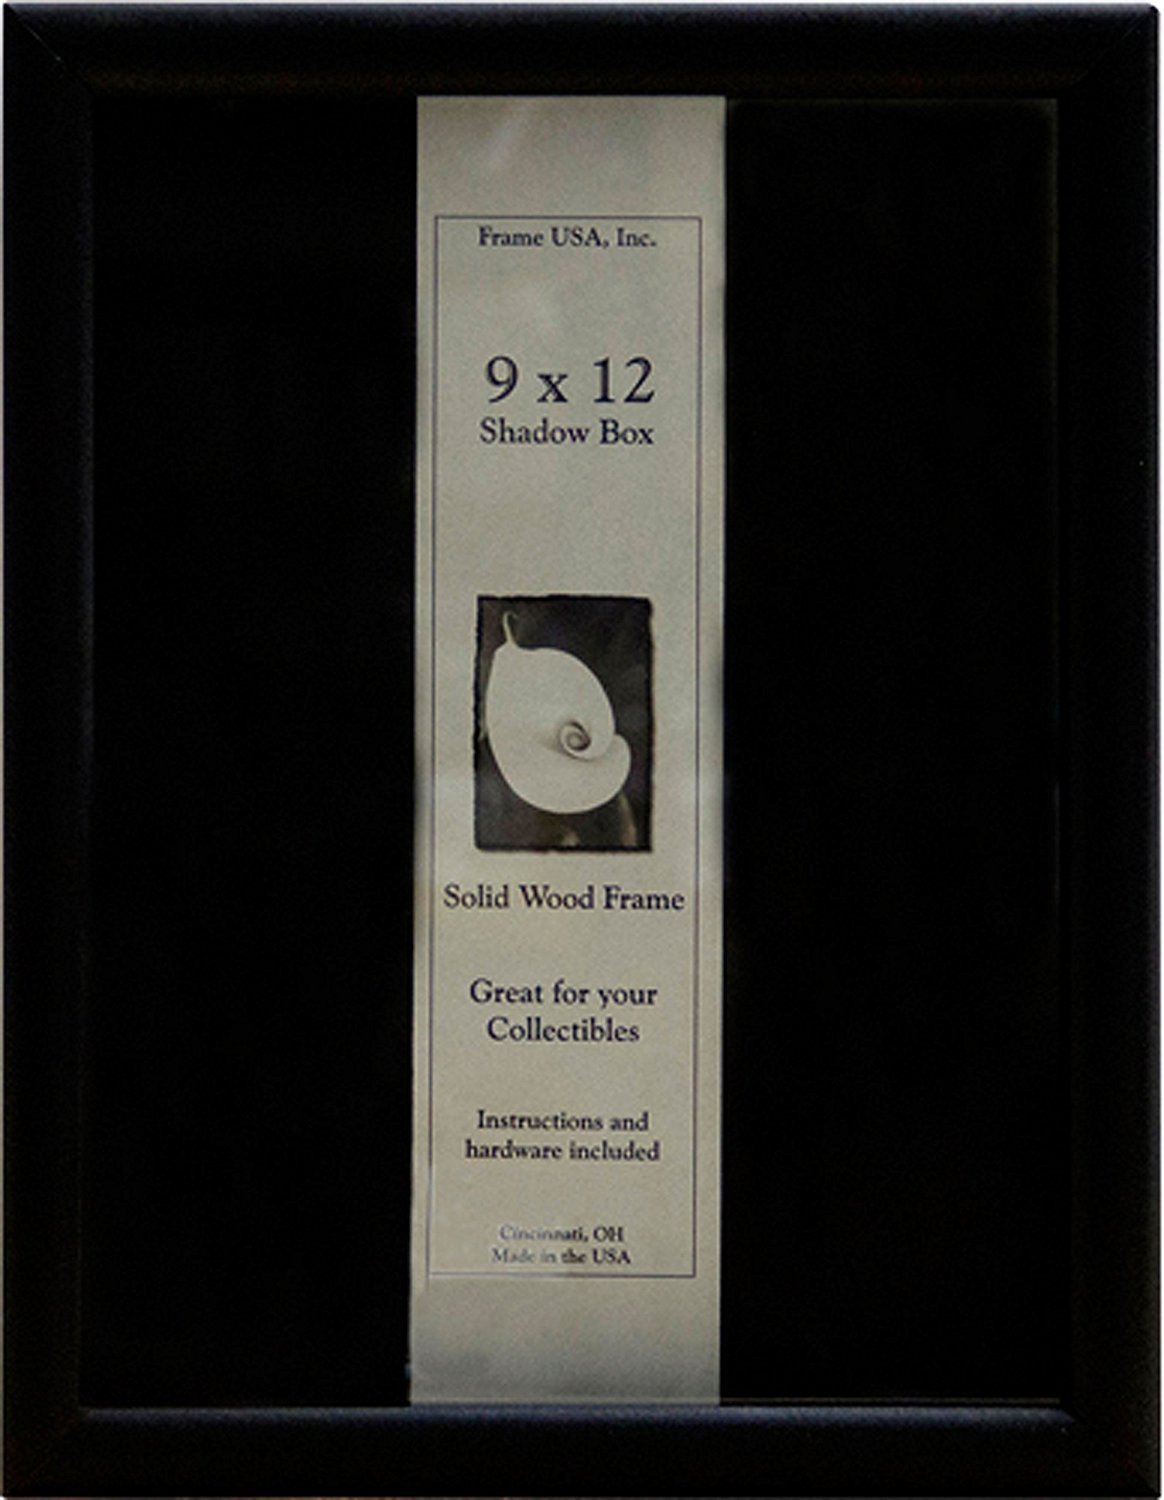 Frame USA, Inc.
9 x 12
Shadow Box
Solid Wood Frame
Great for your
Collectibles
Instructions and
hardware included
Cincinnati, OH
Made in the USA